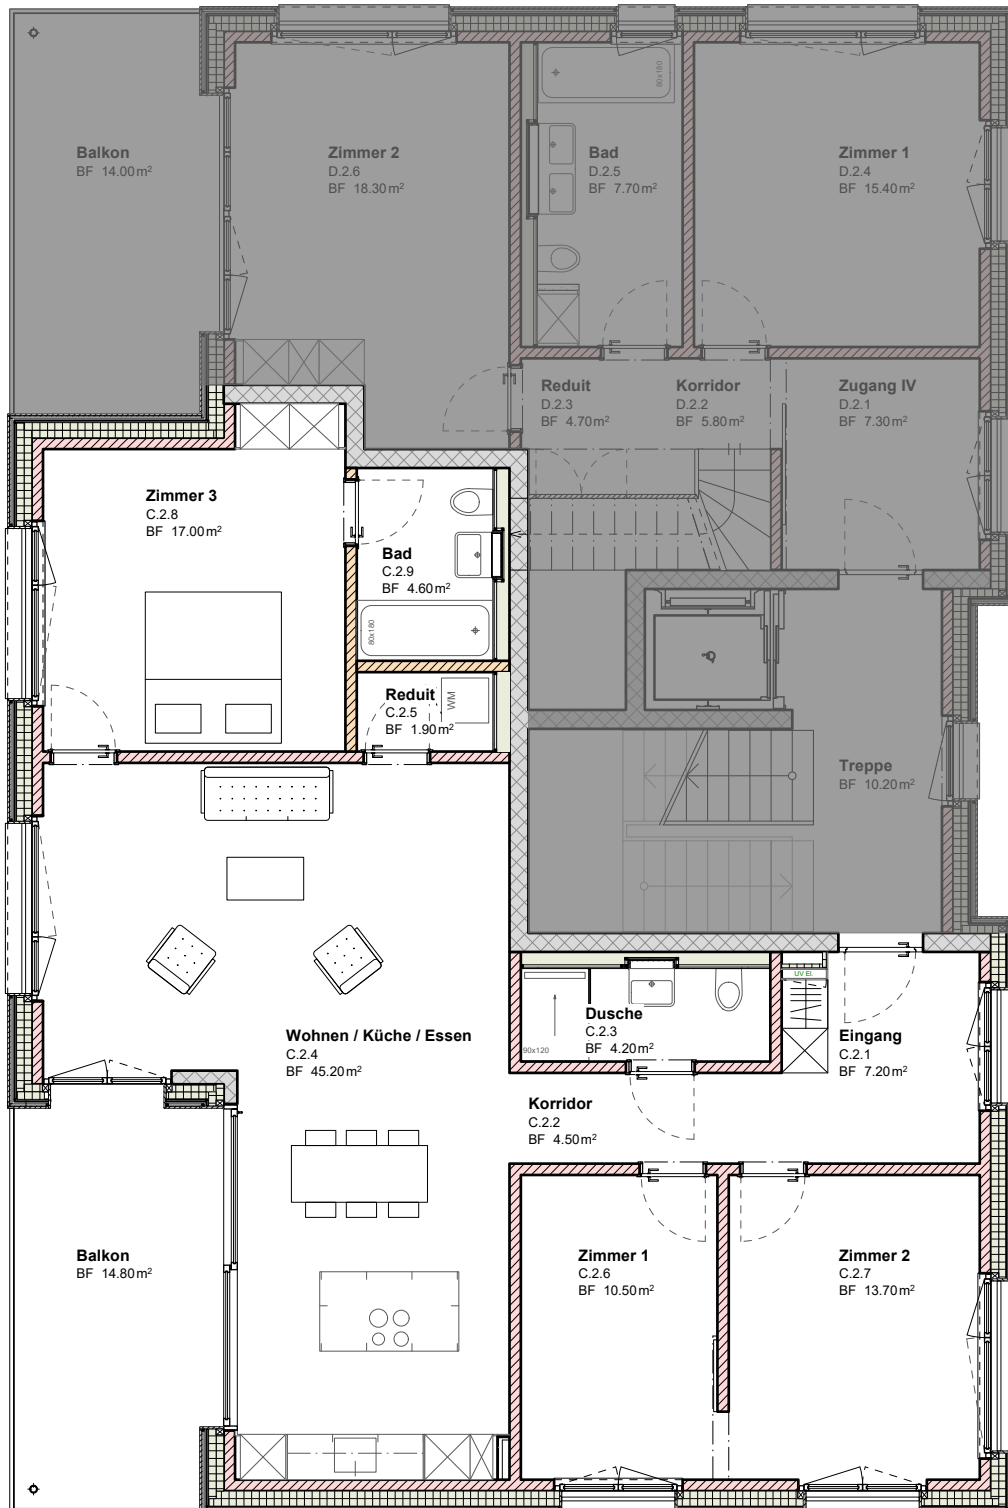 Balkon
BF 14.00m²
Zimmer 2
D.2.6
BF 18.30m²
80x180
Bad
D.2.5
BF 7.70m²
Zimmer 1
D.2.4
BF 15.40m²
Reduit
D.2.3
BF 4.70m²
Korridor
D.2.2
BF 5.80m²
Zugang IV
D.2.1
BF 7.30m²
Zimmer 3
C.2.8
BF 17.00m²
Bad
C.2.9
BF 4.60m²
80x180
Reduit
C.2.5
BF 1.90m²
WM
Treppe
BF 10.20m²
Wohnen / Küche / Essen
C.2.4
BF 45.20m²
Dusche
C.2.3
BF 4.20m²
90x120
UV El.
Eingang
C.2.1
BF 7.20m²
Korridor
C.2.2
BF 4.50m²
Balkon
BF 14.80m²
Zimmer 1
C.2.6
BF 10.50m²
Zimmer 2
C.2.7
BF 13.70m²